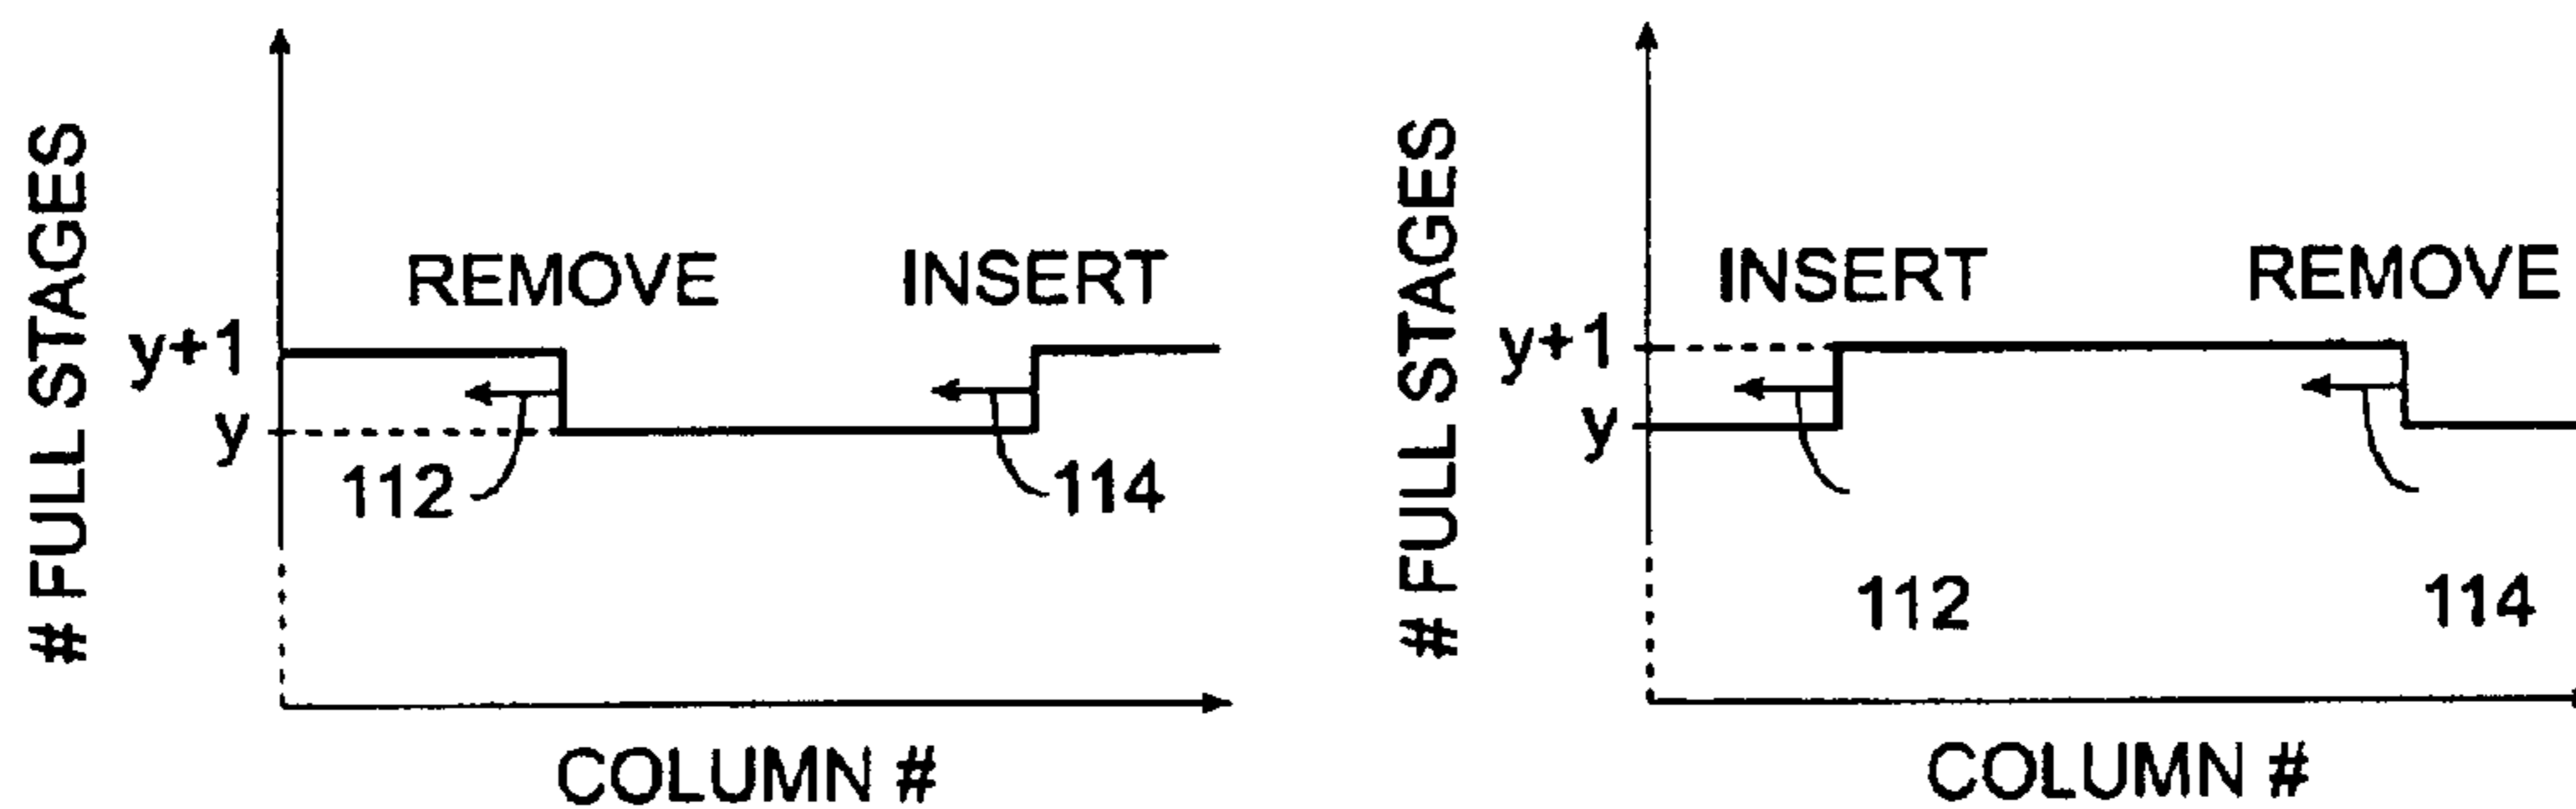 # FULL STAGES
REMOVE
INSERT
y+1
y
112
114
COLUMN #
# FULL STAGES
INSERT
REMOVE
y+1
y
112
114
COLUMN #